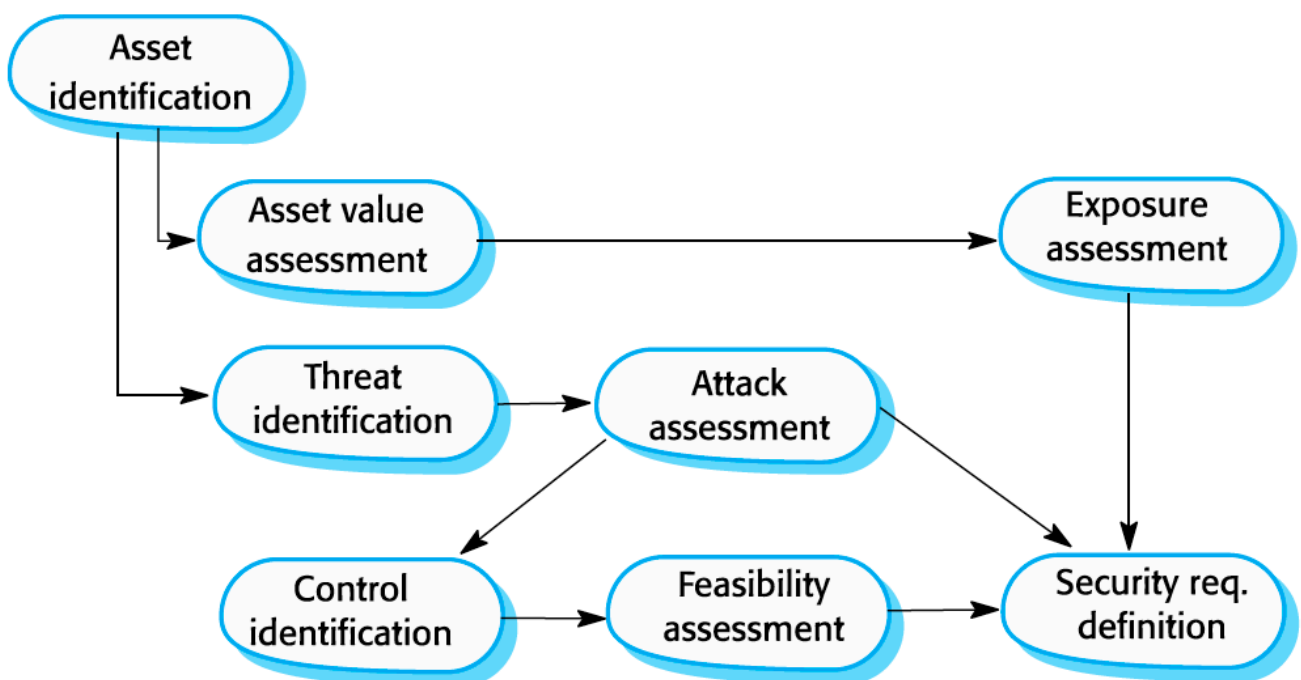 Asset
identification
Asset value
assessment
Exposure
assessment
Threat
identification
Attack
assessment
Control
identification
Feasibility
assessment
Security req.
definition